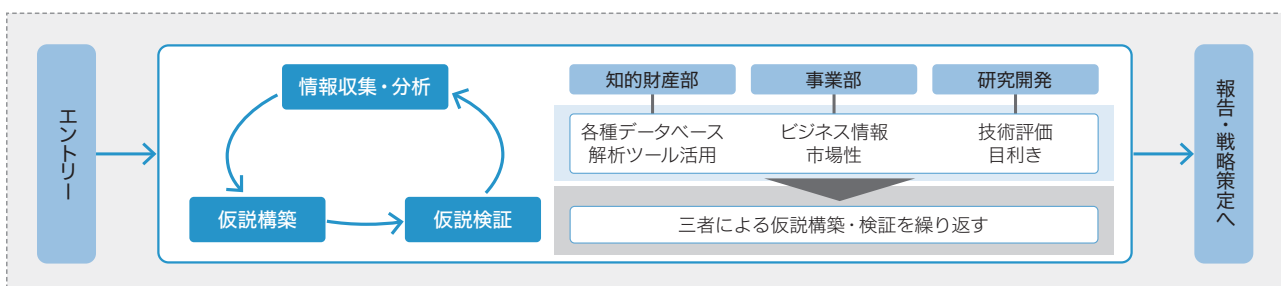 エントリー
情報収集・分析
仮説構築
仮説検証
知的財産部
事業部
研究開発
各種データベース
解析ツール活用
ビジネス情報
市場性
技術評価
目利き
三者による仮説構築・検証を繰り返す
報告・戦略策定へ